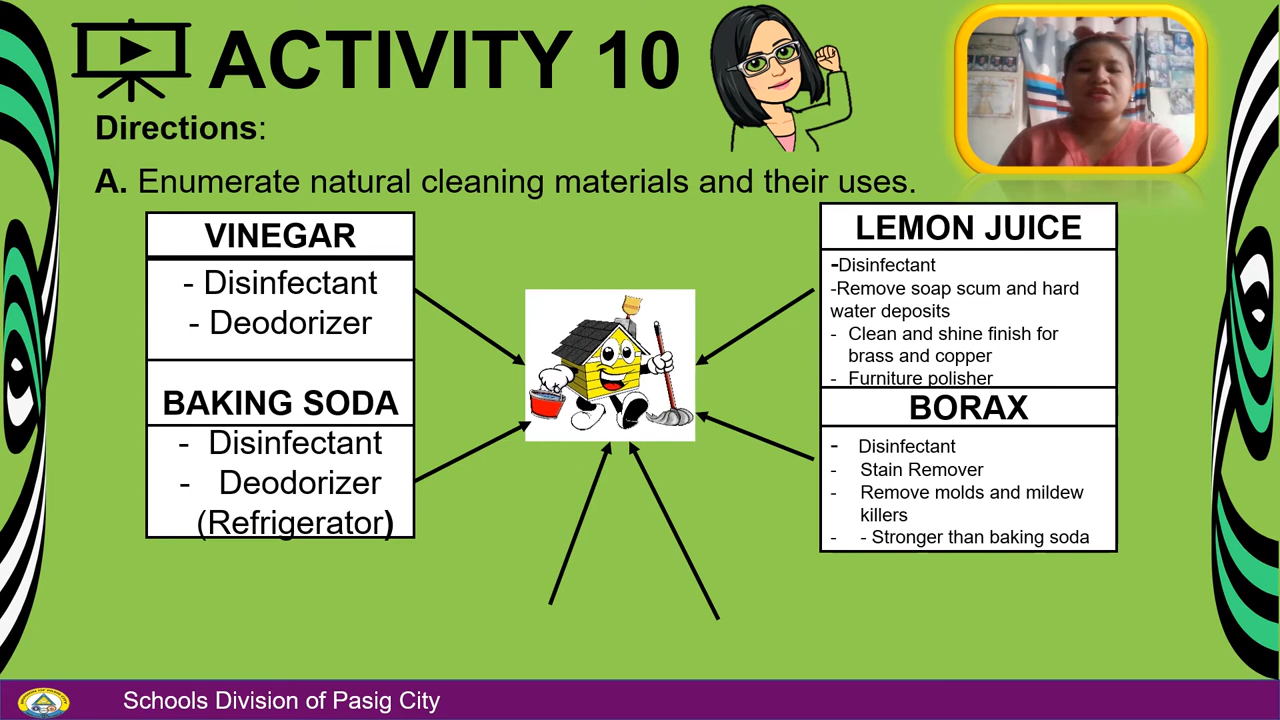 ACTIVITY 10
Directions:
A. Enumerate natural cleaning materials and their uses.
VINEGAR
- Disinfectant
- Deodorizer
BAKING SODA
- Disinfectant
- Deodorizer
(Refrigerator)
LEMON JUICE
-Disinfectant
-Remove soap scum and hard
water deposits
- Clean and shine finish for
brass and copper
- Furniture polisher
BORAX
- Disinfectant
- Stain Remover
- Remove molds and mildew
killers
- - Stronger than baking soda
Schools Division of Pasig City